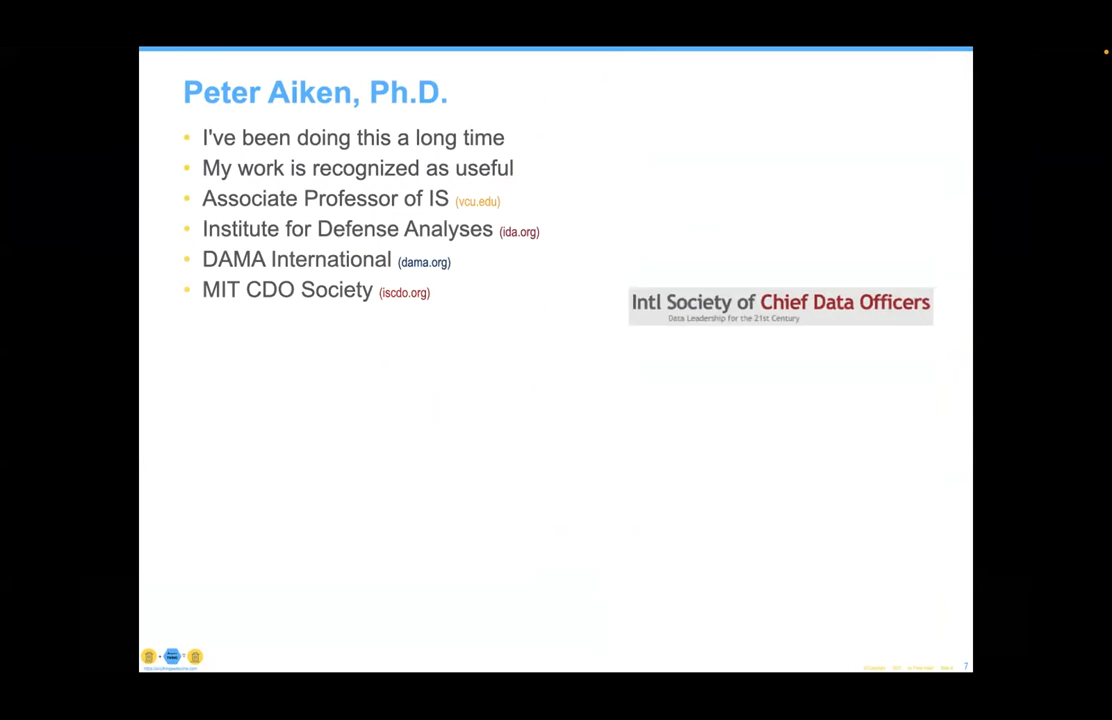 Peter Aiken, Ph.D.
• I've been doing this a long time
• My work is recognized as useful
• Associate Professor of IS (vcu.edu)
• Institute for Defense Analyses (ida.org)
• DAMA International (dama.org)
• MIT CDO Society (iscdo.org)
Intl Society of Chief Data Officers
Data Leadership for the 21st Century
7